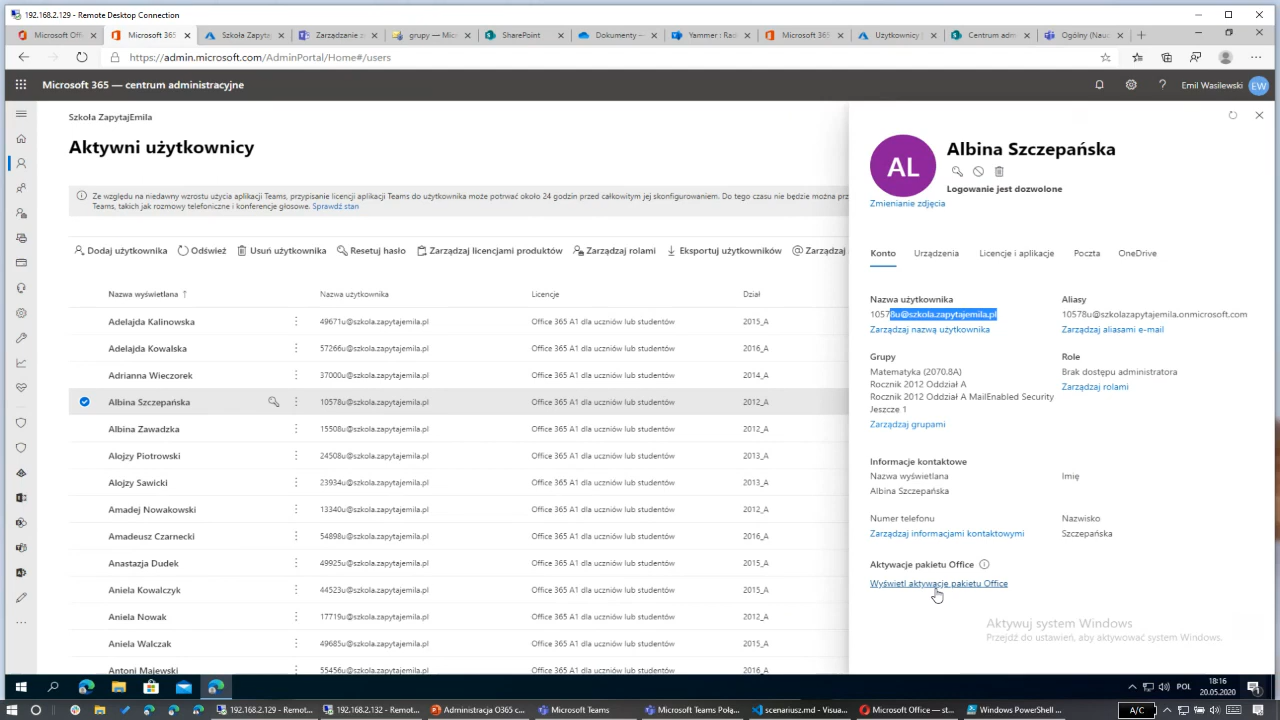 192.168.2.129 - Remote Desktop Connection
Microsoft Offi
Microsoft 365
Szkoła Zapytaj
Zarządzanie z
grupy — Micr
SharePoint
Dokumenty —
Yammer : Rad
Microsoft 365
Użytkownicy |
Centrum adm
Ogólny (Nauc
https://admin.microsoft.com/AdminPortal/Home#/users
Microsoft 365 — centrum administracyjne
Emil Wasilewski
EW
Szkoła ZapytajEmila
Aktywni użytkownicy
Ze względu na niedawny wzrostu użycia aplikacji Teams, przypisanie licencji aplikacji Teams do użytkownika może potrwać około 24 godzin przed całkowitym jej skonfigurowaniem. Do tego czasu nie będzie można prz
Teams, takich jak rozmowy telefoniczne i konferencje głosowe. Sprawdź stan
Dodaj użytkownika
Odśwież
Usuń użytkownika
Resetuj hasło
Zarządzaj licencjami produktów
Zarządzaj rolami
Eksportuj użytkowników
Zarządzaj
Nazwa wyświetlana ↑
Nazwa użytkownika
Licencje
Dział
Adelajda Kalinowska 49671u@szkola.zapytajemila.pl Office 365 A1 dla uczniów lub studentów 2015_A
Adelajda Kowalska 57266u@szkola.zapytajemila.pl Office 365 A1 dla uczniów lub studentów 2016_A
Adrianna Wieczorek 37000u@szkola.zapytajemila.pl Office 365 A1 dla uczniów lub studentów 2014_A
Albina Szczepańska 10578u@szkola.zapytajemila.pl Office 365 A1 dla uczniów lub studentów 2012_A
Albina Zawadzka 15508u@szkola.zapytajemila.pl Office 365 A1 dla uczniów lub studentów 2012_A
Alojzy Piotrowski 24508u@szkola.zapytajemila.pl Office 365 A1 dla uczniów lub studentów 2013_A
Alojzy Sawicki 23934u@szkola.zapytajemila.pl Office 365 A1 dla uczniów lub studentów 2013_A
Amadej Nowakowski 13340u@szkola.zapytajemila.pl Office 365 A1 dla uczniów lub studentów 2012_A
Amadeusz Czarnecki 54898u@szkola.zapytajemila.pl Office 365 A1 dla uczniów lub studentów 2016_A
Anastazja Dudek 49925u@szkola.zapytajemila.pl Office 365 A1 dla uczniów lub studentów 2015_A
Aniela Kowalczyk 44523u@szkola.zapytajemila.pl Office 365 A1 dla uczniów lub studentów 2015_A
Aniela Nowak 17719u@szkola.zapytajemila.pl Office 365 A1 dla uczniów lub studentów 2012_A
Aniela Walczak 49685u@szkola.zapytajemila.pl Office 365 A1 dla uczniów lub studentów 2015_A
Antoni Majewski 55456u@szkola.zapytajemila.pl Office 365 A1 dla uczniów lub studentów 2016_A
AL
Albina Szczepańska
Logowanie jest dozwolone
Zmienianie zdjęcia
Konto
Urządzenia
Licencje i aplikacje
Poczta
OneDrive
Nazwa użytkownika
10578u@szkola.zapytajemila.pl
Zarządzaj nazwą użytkownika
Aliasy
10578u@szkolazapytajemila.onmicrosoft.com
Zarządzaj aliasami e-mail
Grupy
Matematyka (2070.8A)
Rocznik 2012 Oddział A
Rocznik 2012 Oddział A MailEnabled Security
Jeszcze 1
Zarządzaj grupami
Role
Brak dostępu administratora
Zarządzaj rolami
Informacje kontaktowe
Nazwa wyświetlana
Albina Szczepańska
Imię
Numer telefonu
Zarządzaj informacjami kontaktowymi
Nazwisko
Szczepańska
Aktywacje pakietu Office
Wyświetl aktywacje pakietu Office
Aktywuj system Windows
Przejdź do ustawień, aby aktywować system Windows.
POL
18:16
20.05.2020
192.168.2.129 - Remot...
192.168.2.132 - Remot...
Administracja O365 c...
Microsoft Teams
Microsoft Teams Połą...
scenariusz.md - Visua...
Microsoft Office — st...
Windows PowerShell ...
A/C